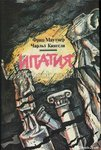 Фриц Маутнер
Чарльз Кингсли
ИПАТИЯ